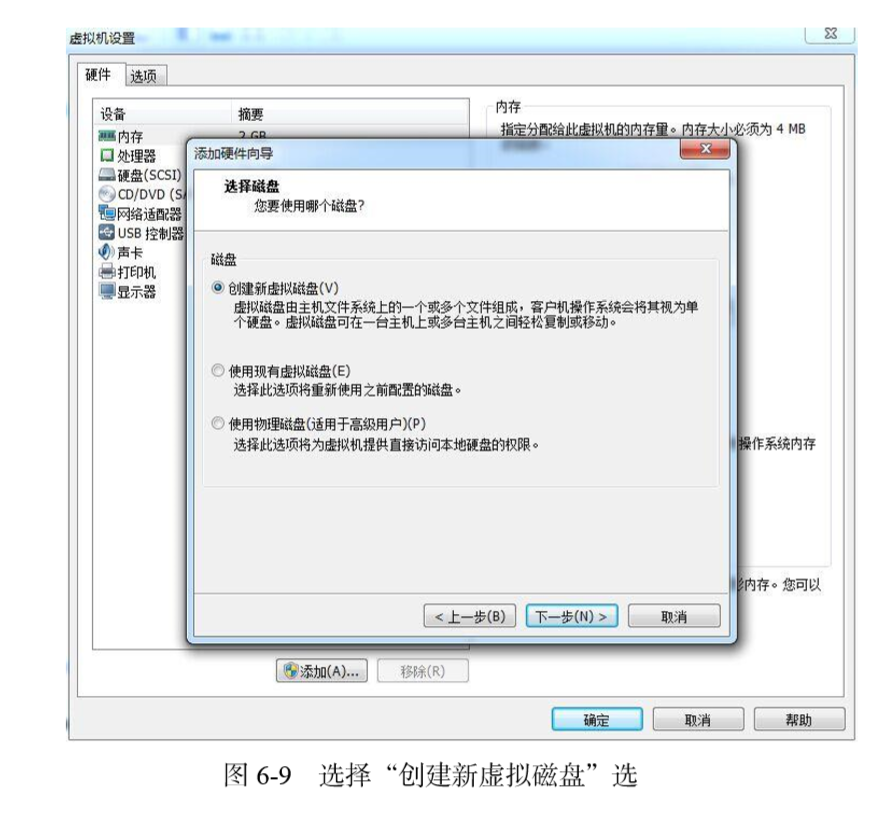 虚拟机设置
硬件 选项
设备 摘要
内存 2 GB
处理器
硬盘(SCSI)
CD/DVD (SA
网络适配器
USB 控制器
声卡
打印机
显示器
内存
指定分配给此虚拟机的内存量。内存大小必须为 4 MB
添加硬件向导
选择磁盘
您要使用哪个磁盘?
磁盘
创建新虚拟磁盘(V)
虚拟磁盘由主机文件系统上的一个或多个文件组成，客户机操作系统会将其视为单
个硬盘。虚拟磁盘可在一台主机上或多台主机之间轻松复制或移动。
使用现有虚拟磁盘(E)
选择此选项将重新使用之前配置的磁盘。
使用物理磁盘(适用于高级用户)(P)
选择此选项将为虚拟机提供直接访问本地硬盘的权限。
操作系统内存
内存。您可以
< 上一步(B) 下一步(N) > 取消
添加(A)... 移除(R)
确定 取消 帮助
图 6-9 选择“创建新虚拟磁盘”选